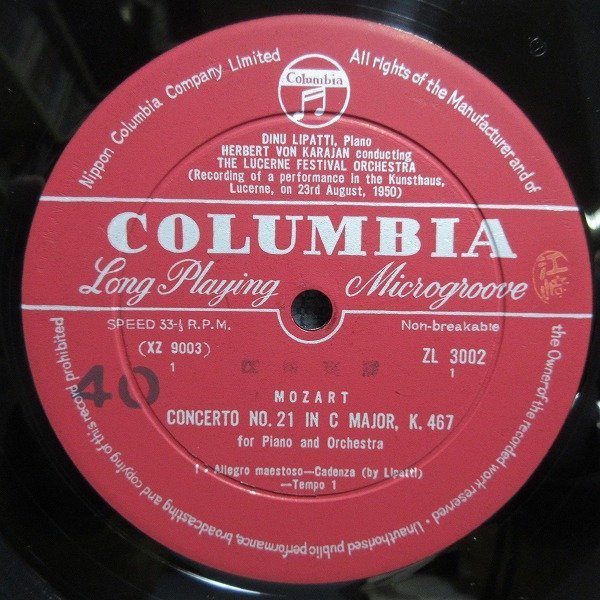 Nippon Columbia Company Limited
All rights of the Manufacturer and of
the Owner of the recorded work reserved • Unauthorised public performance, broadcasting and copying of this record prohibited
Columbia
DINU LIPATTI, Piano
HERBERT VON KARAJAN conducting
THE LUCERNE FESTIVAL ORCHESTRA
(Recording of a performance in the Kunsthaus,
Lucerne, on 23rd August, 1950)
COLUMBIA
Long Playing Microgroove
SPEED 33-⅓ R.P.M. Non-breakable
(XZ 9003) ZL 3002
1 1
40
MOZART
CONCERTO NO. 21 IN C MAJOR, K. 467
for Piano and Orchestra
1 • Allegro maestoso—Cadenza (by Lipatti)
—Tempo 1